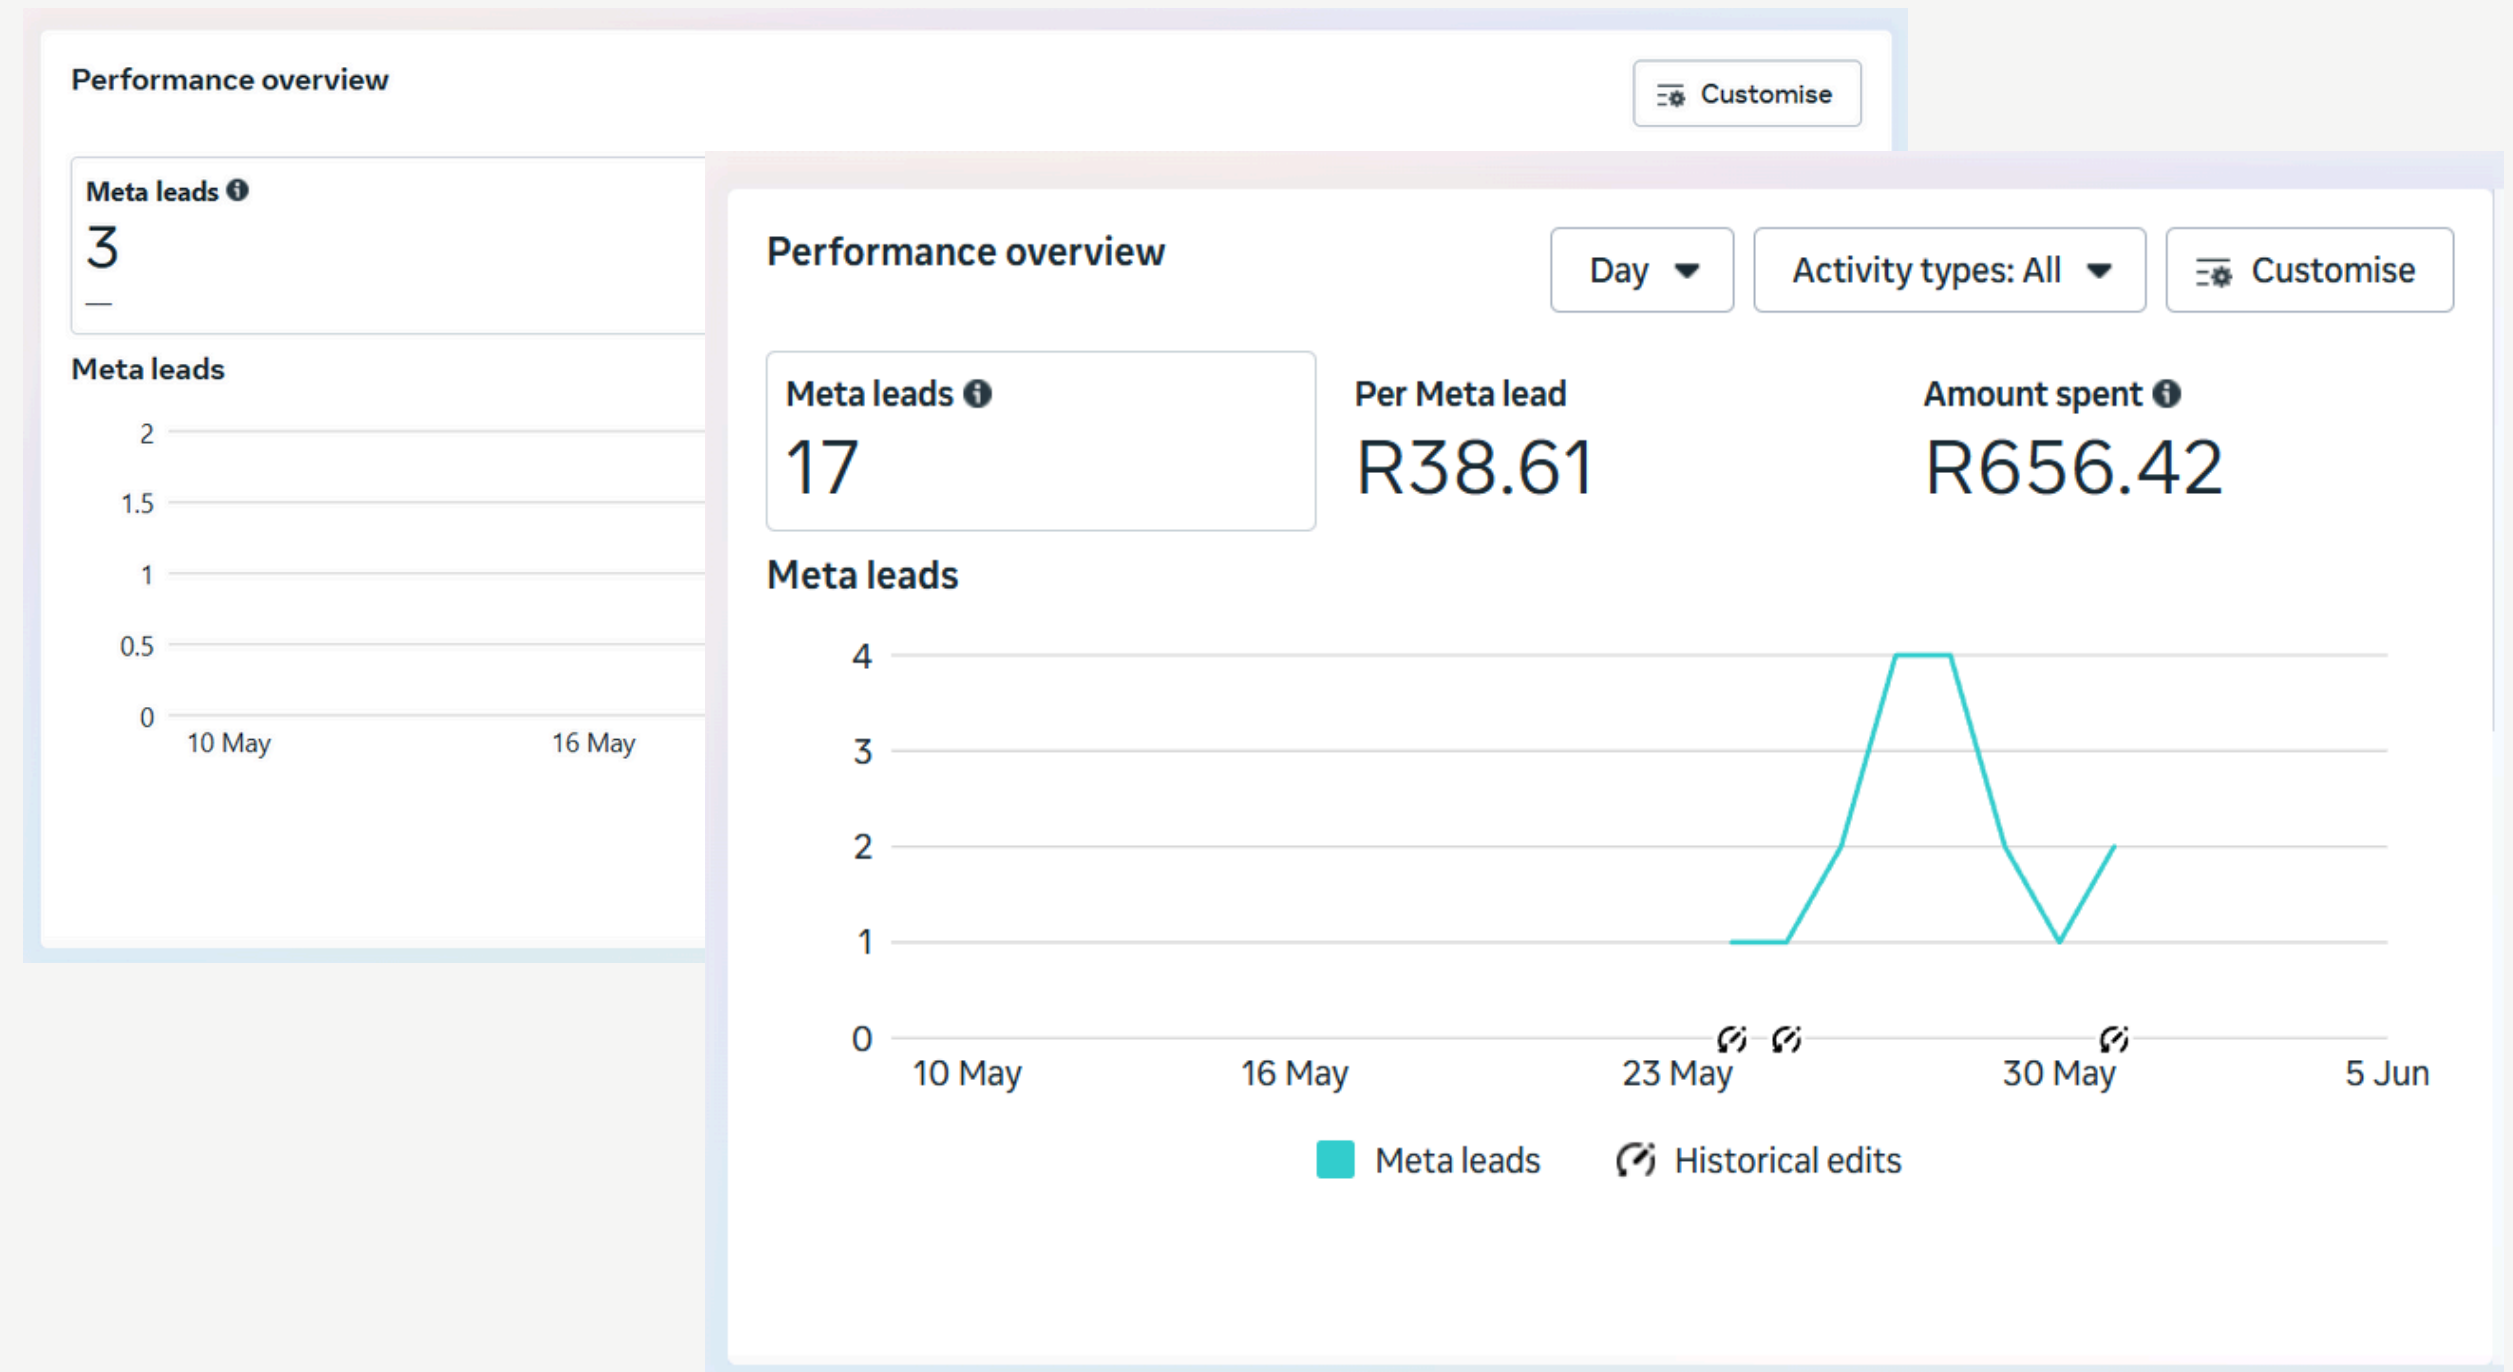 Performance overview
Customise
Meta leads
3
—
Meta leads
2
1.5
1
0.5
0
10 May 16 May
Performance overview
Day Activity types: All Customise
Meta leads Per Meta lead Amount spent
17 R38.61 R656.42
Meta leads
4
3
2
1
0
10 May 16 May 23 May 30 May 5 Jun
Meta leads Historical edits